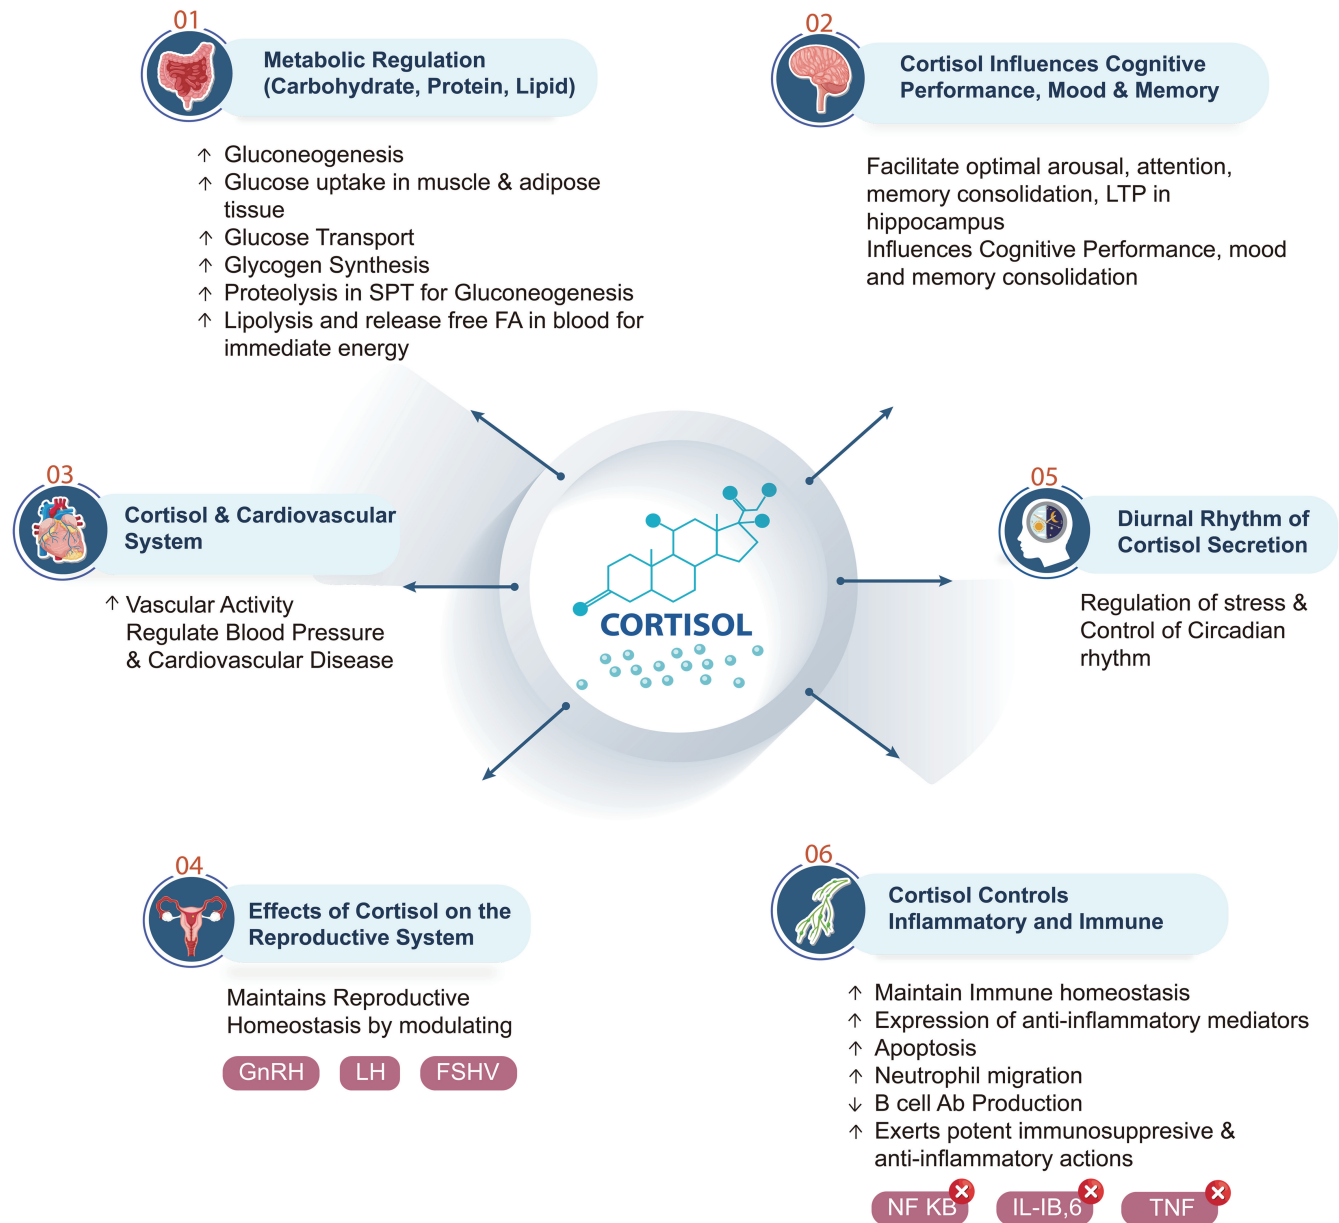 01
Metabolic Regulation
(Carbohydrate, Protein, Lipid)
↑ Gluconeogenesis
↑ Glucose uptake in muscle & adipose
tissue
↑ Glucose Transport
↑ Glycogen Synthesis
↑ Proteolysis in SPT for Gluconeogenesis
↑ Lipolysis and release free FA in blood for
immediate energy
02
Cortisol Influences Cognitive
Performance, Mood & Memory
Facilitate optimal arousal, attention,
memory consolidation, LTP in
hippocampus
Influences Cognitive Performance, mood
and memory consolidation
03
Cortisol & Cardiovascular
System
↑ Vascular Activity
Regulate Blood Pressure
& Cardiovascular Disease
CORTISOL
05
Diurnal Rhythm of
Cortisol Secretion
Regulation of stress &
Control of Circadian
rhythm
04
Effects of Cortisol on the
Reproductive System
Maintains Reproductive
Homeostasis by modulating
GnRH LH FSHV
06
Cortisol Controls
Inflammatory and Immune
↑ Maintain Immune homeostasis
↑ Expression of anti-inflammatory mediators
↑ Apoptosis
↑ Neutrophil migration
↓ B cell Ab Production
↑ Exerts potent immunosuppresive &
anti-inflammatory actions
NF KB IL-IB,6 TNF